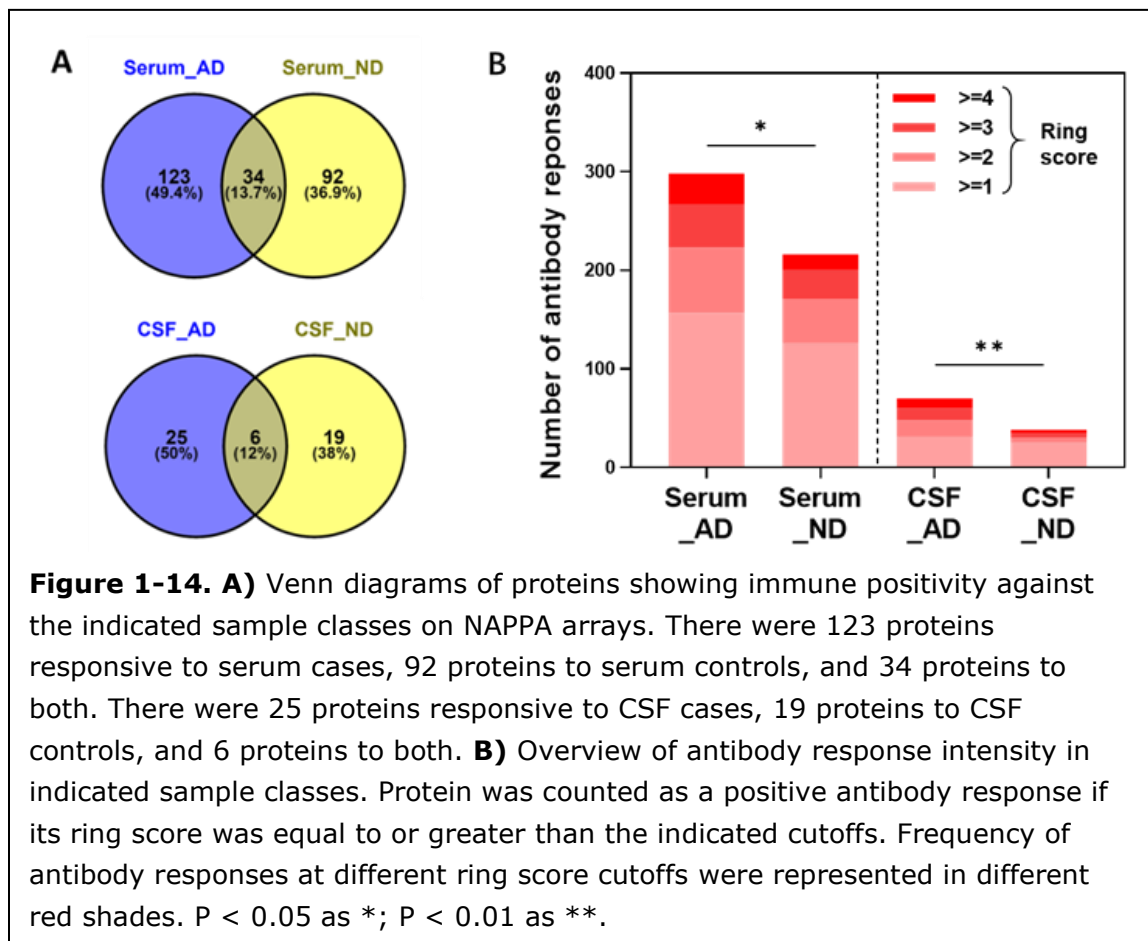 A
Serum_AD
Serum_ND
123
(49.4%)
34
(13.7%)
92
(36.9%)
CSF_AD
CSF_ND
25
(50%)
6
(12%)
19
(38%)
B
Number of antibody reponses
400
300
200
100
0
*
**
>=4
>=3
>=2
>=1
Ring
score
Serum
_AD
Serum
_ND
CSF
_AD
CSF
_ND
Figure 1-14. A) Venn diagrams of proteins showing immune positivity against
the indicated sample classes on NAPPA arrays. There were 123 proteins
responsive to serum cases, 92 proteins to serum controls, and 34 proteins to
both. There were 25 proteins responsive to CSF cases, 19 proteins to CSF
controls, and 6 proteins to both. B) Overview of antibody response intensity in
indicated sample classes. Protein was counted as a positive antibody response if
its ring score was equal to or greater than the indicated cutoffs. Frequency of
antibody responses at different ring score cutoffs were represented in different
red shades. P < 0.05 as *; P < 0.01 as **.